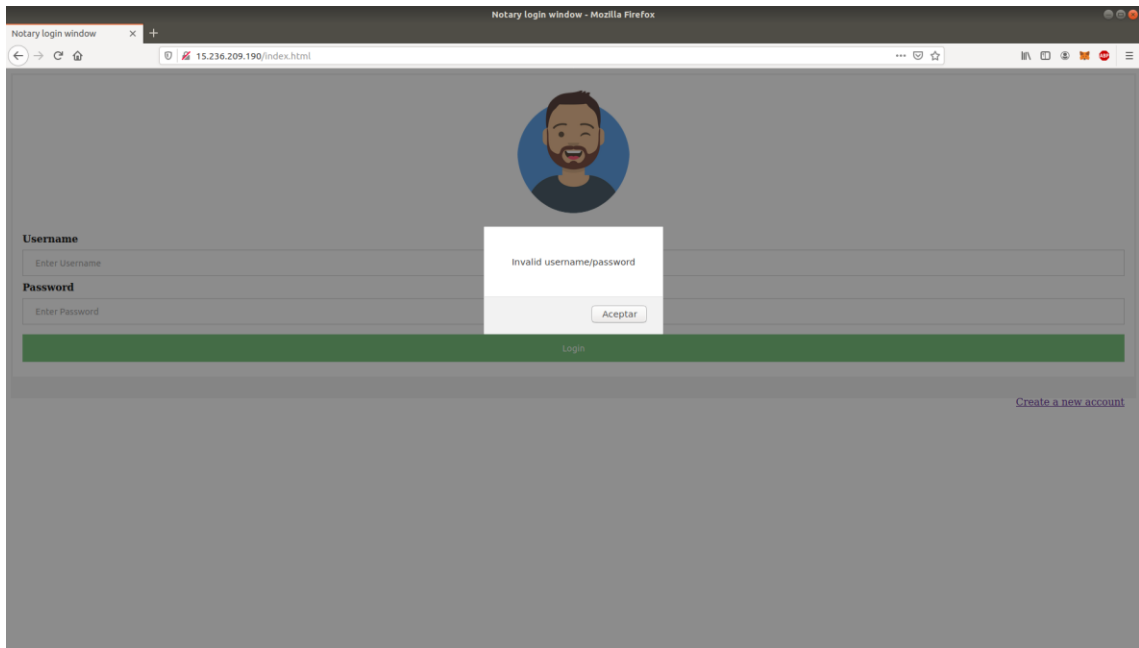 Notary login window - Mozilla Firefox
Notary login window
15.236.209.190/index.html
Username
Enter Username
Invalid username/password
Password
Enter Password
Aceptar
Login
Create a new account